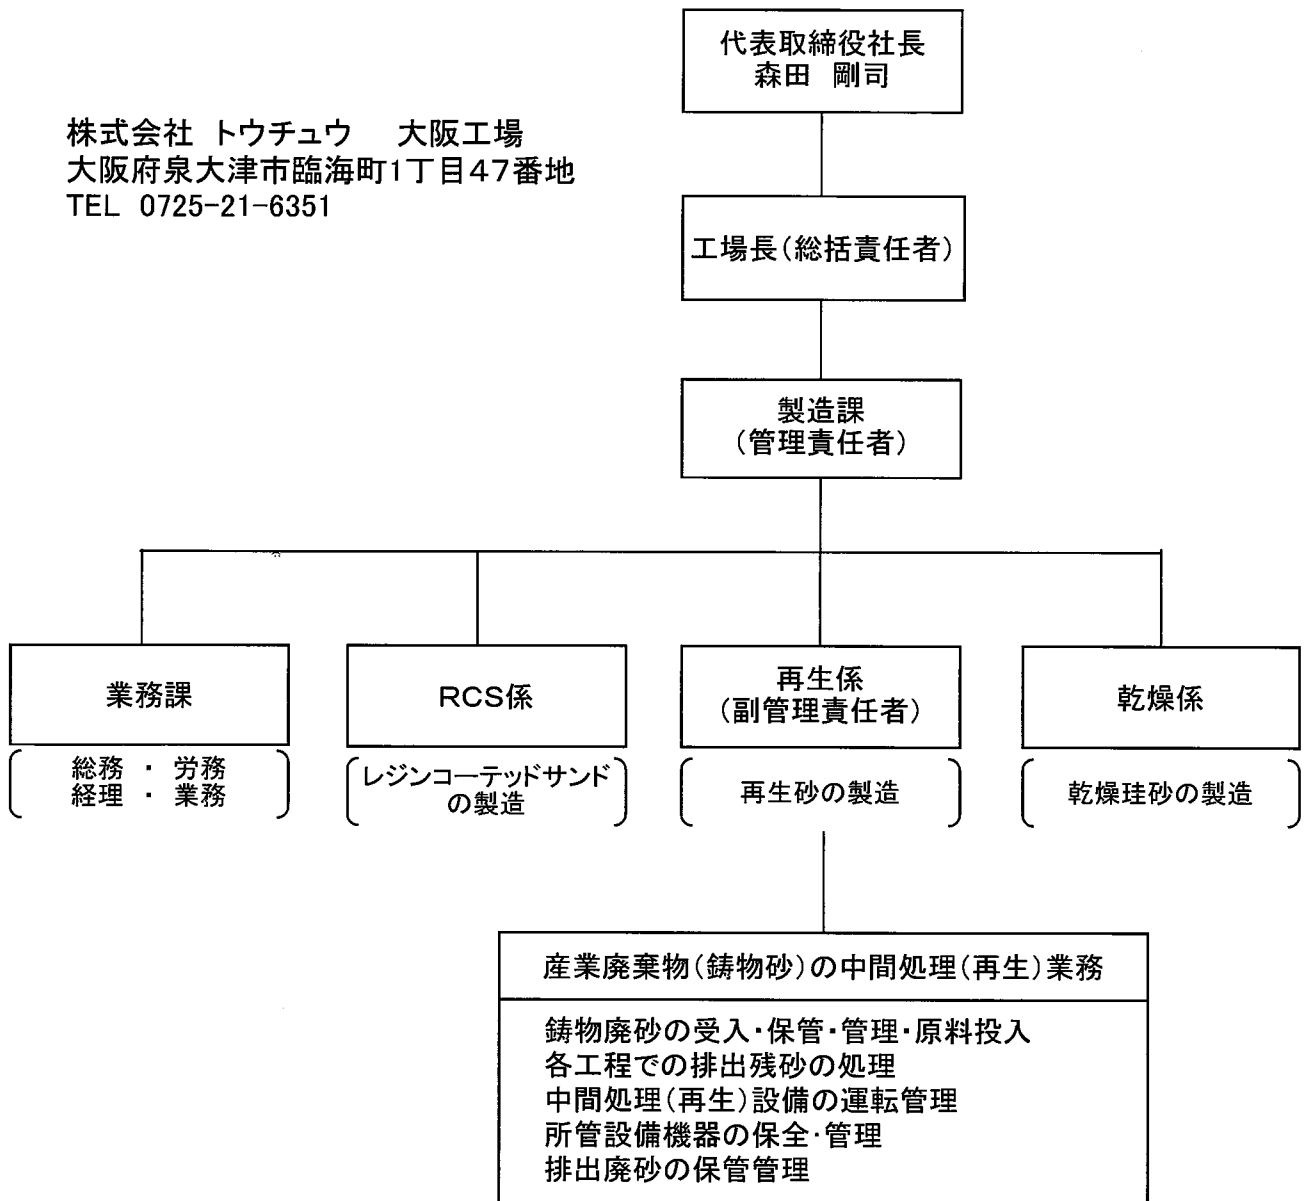 代表取締役社長
森田 剛司
株式会社 トウチュウ 大阪工場
大阪府泉大津市臨海町1丁目47番地
TEL 0725-21-6351
工場長(総括責任者)
製造課
(管理責任者)
業務課
総務 ・ 労務
経理 ・ 業務
RCS係
レジンコーテッドサンド
の製造
再生係
(副管理責任者)
再生砂の製造
乾燥係
乾燥珪砂の製造
産業廃棄物(鋳物砂)の中間処理(再生)業務
鋳物廃砂の受入・保管・管理・原料投入
各工程での排出残砂の処理
中間処理(再生)設備の運転管理
所管設備機器の保全・管理
排出廃砂の保管管理